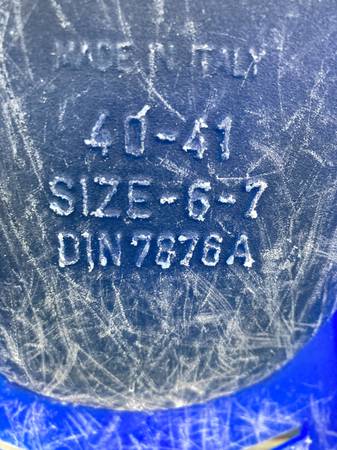 MADE IN ITALY
40-41
SIZE-6-7
DIN7876A